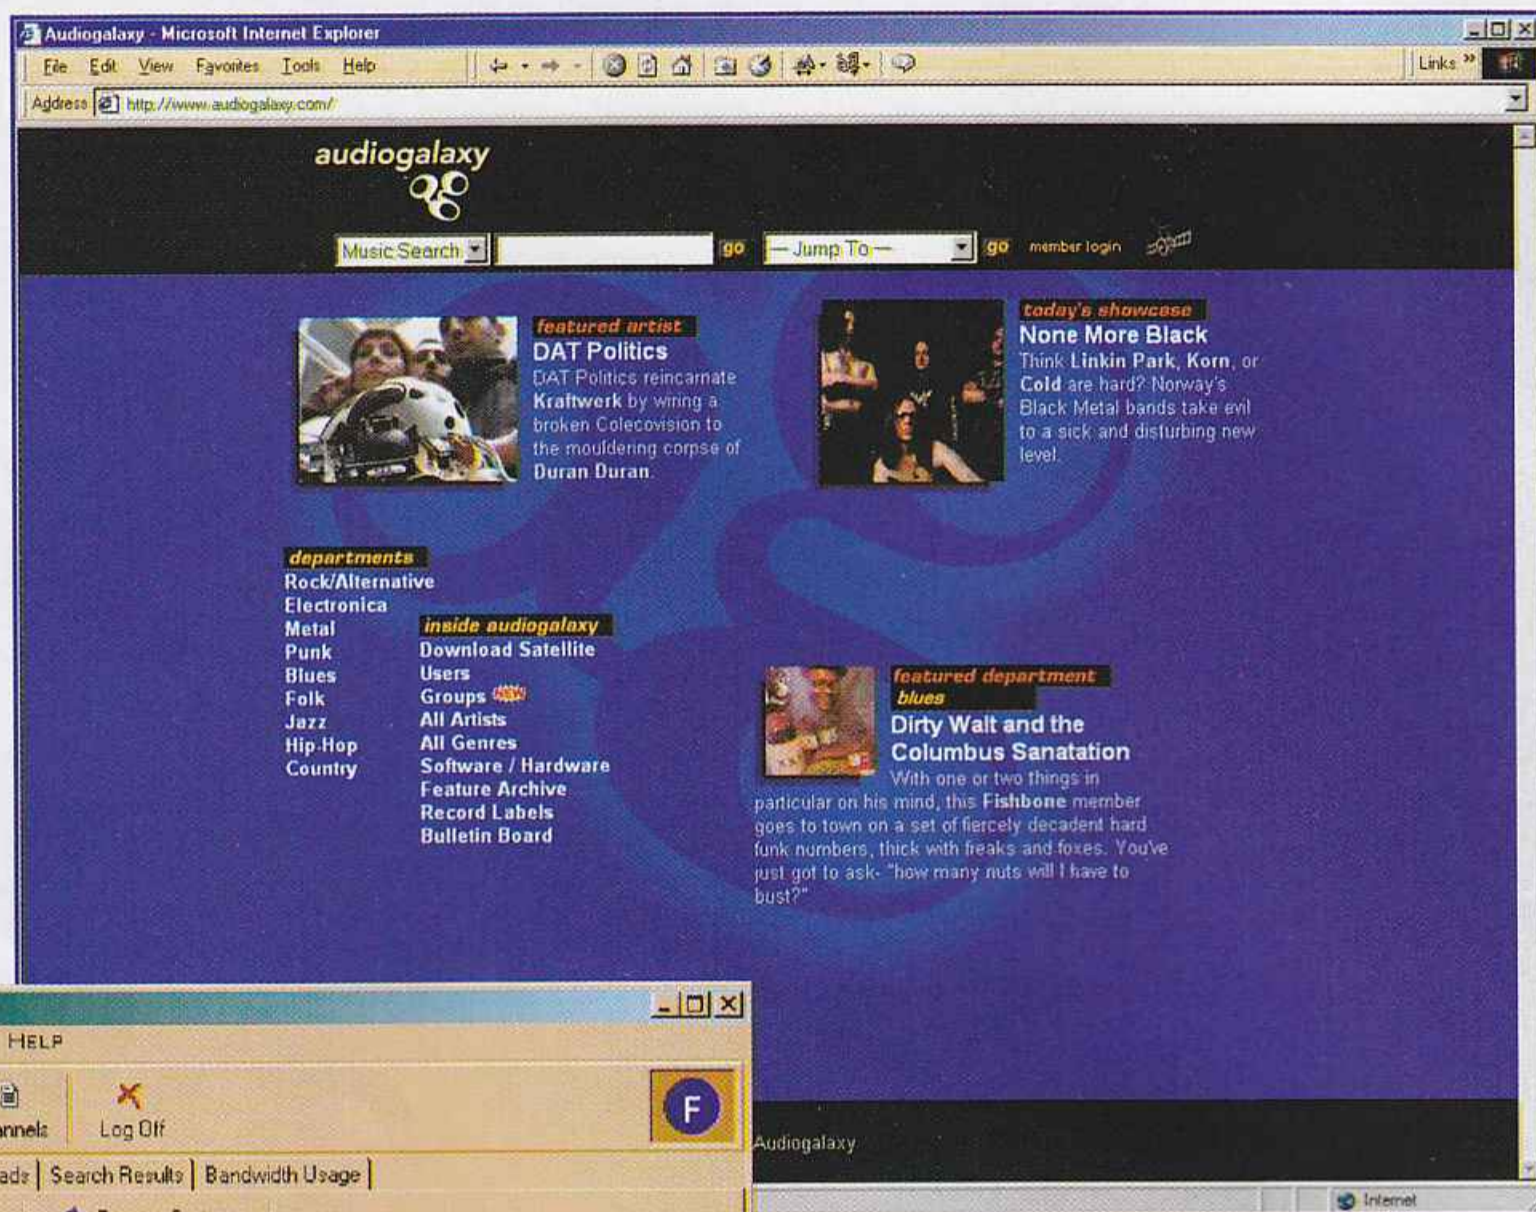 Audiogalaxy - Microsoft Internet Explorer
File Edit View Favorites Tools Help
Links »
Address http://www.audiogalaxy.com/
audiogalaxy
Music Search
go
— Jump To —
go
member login
featured artist
DAT Politics
DAT Politics reincarnate
Kraftwerk by wiring a
broken Colecovision to
the mouldering corpse of
Duran Duran.
today's showcase
None More Black
Think Linkin Park, Korn, or
Cold are hard? Norway's
Black Metal bands take evil
to a sick and disturbing new
level.
departments
Rock/Alternative
Electronica
Metal
Punk
Blues
Folk
Jazz
Hip-Hop
Country
inside audiogalaxy
Download Satellite
Users
Groups NEW
All Artists
All Genres
Software / Hardware
Feature Archive
Record Labels
Bulletin Board
featured department
blues
Dirty Walt and the
Columbus Sanatation
With one or two things in
particular on his mind, this Fishbone member
goes to town on a set of fiercely decadent hard
funk numbers, thick with freaks and foxes. You've
just got to ask- "how many nuts will I have to
bust?"
Audiogalaxy
Internet
HELP
annels
Log Off
F
ads Search Results Bandwidth Usage